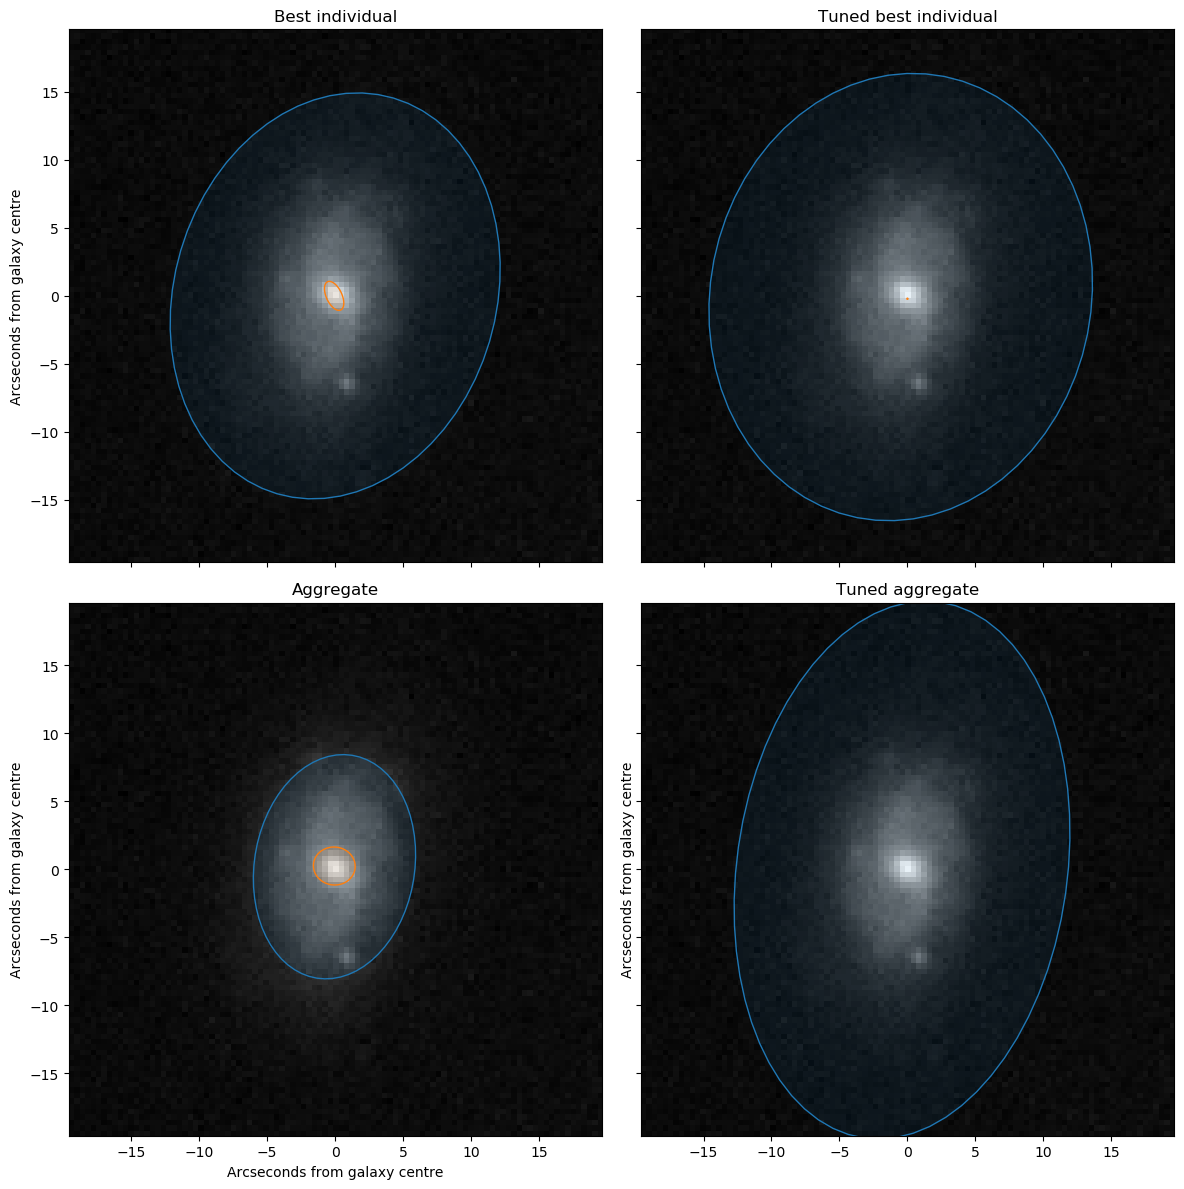 Best individual
Tuned best individual
15
10
5
0
−5
−10
−15
Arcseconds from galaxy centre
Aggregate
Tuned aggregate
15
10
5
0
−5
−10
−15
Arcseconds from galaxy centre
Arcseconds from galaxy centre
−15 −10 −5 0 5 10 15
−15 −10 −5 0 5 10 15
Arcseconds from galaxy centre